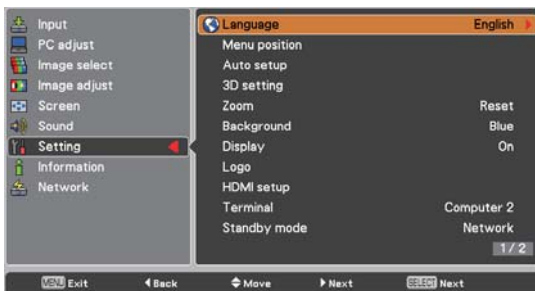 Input
PC adjust
Image select
Image adjust
Screen
Sound
Setting
Information
Network
Language English
Menu position
Auto setup
3D setting
Zoom Reset
Background Blue
Display On
Logo
HDMI setup
Terminal Computer 2
Standby mode Network
1/2
MENU Exit Back Move Next SELECT Next